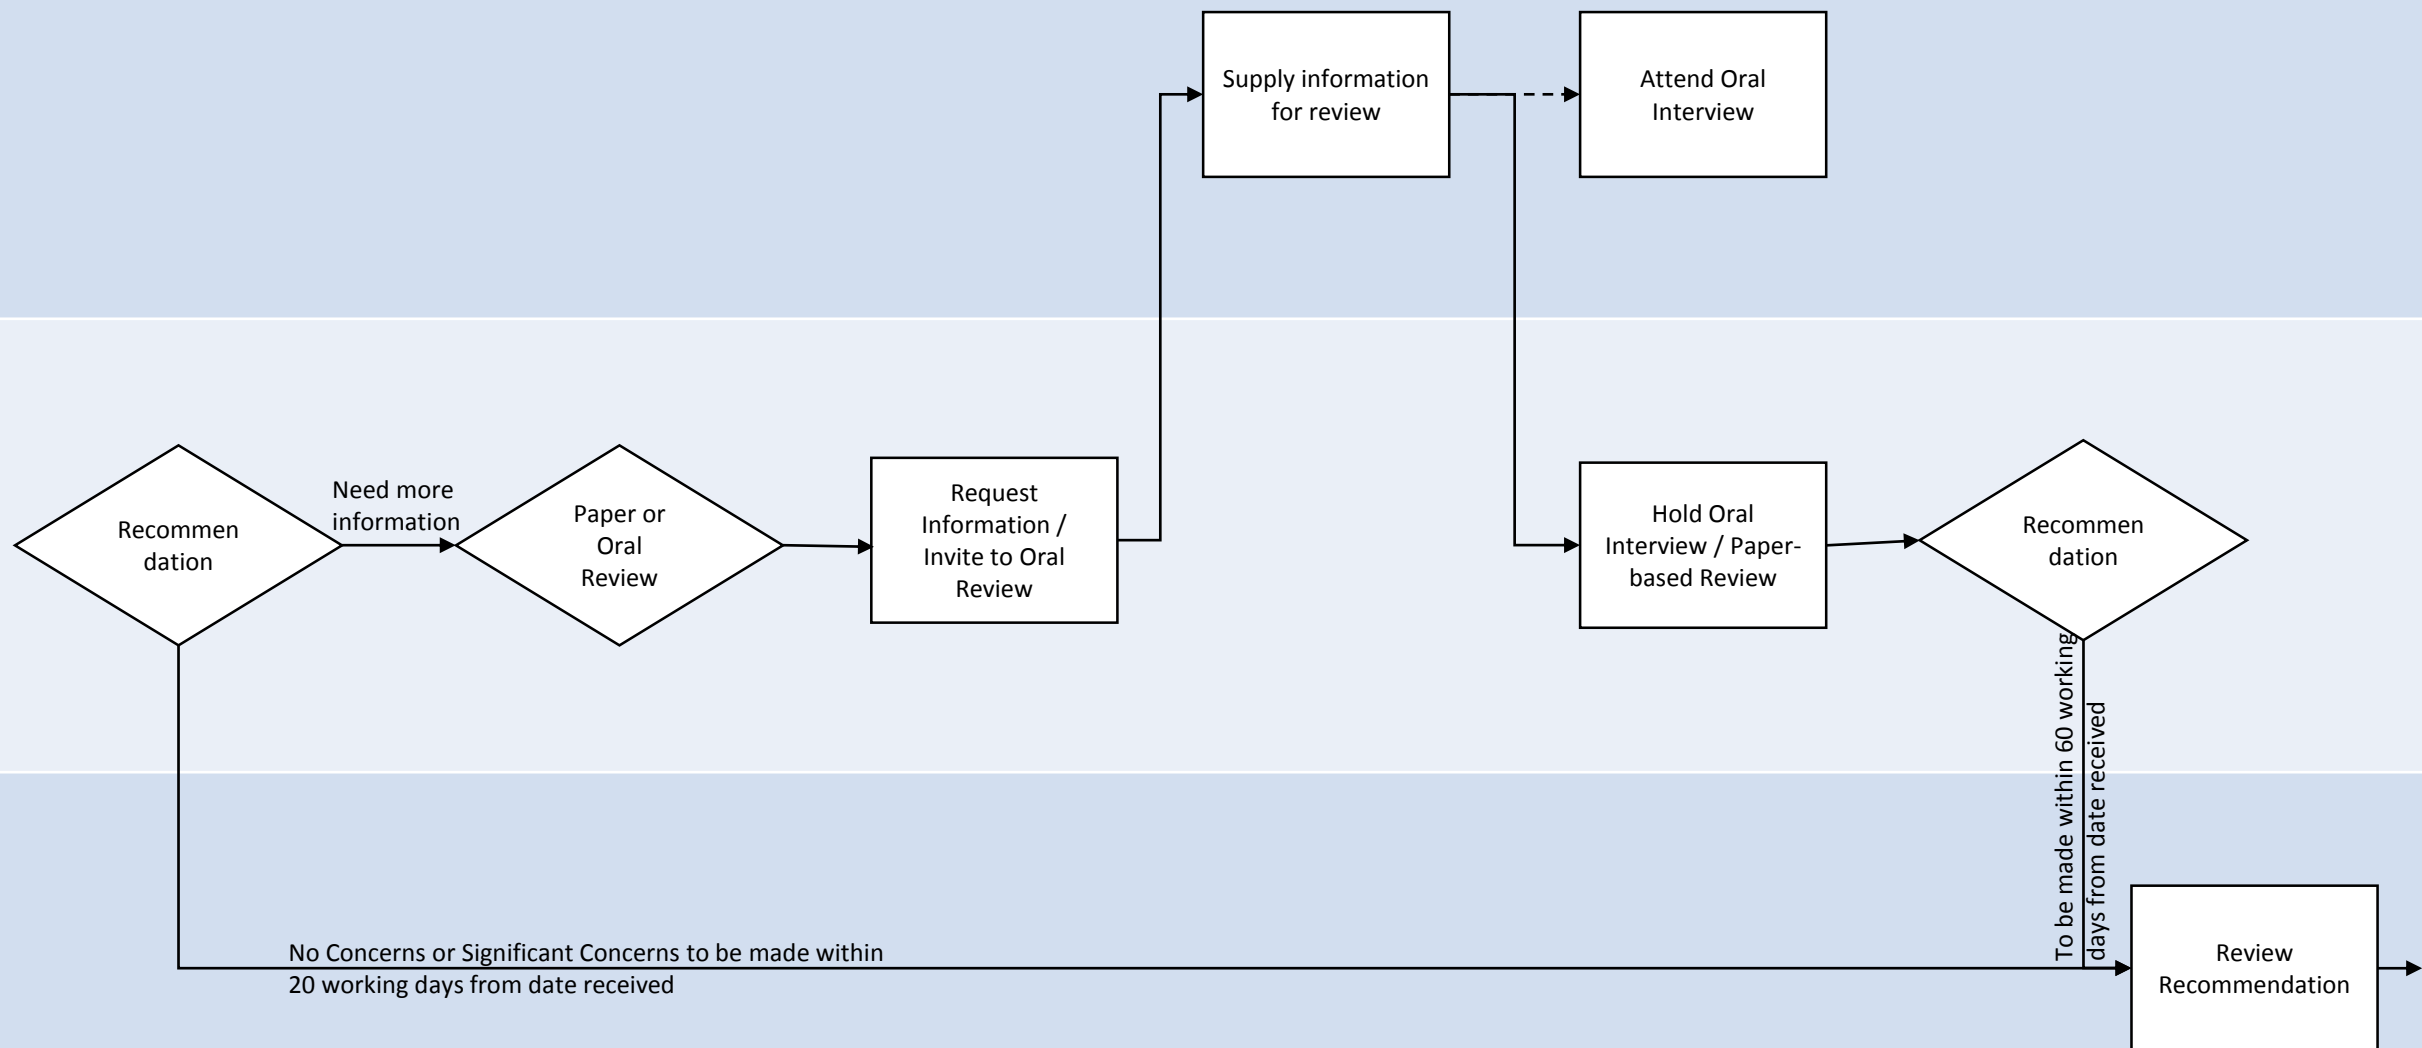 Supply information
for review
Attend Oral
Interview
Recommen
dation
Need more
information
Paper or
Oral
Review
Request
Information /
Invite to Oral
Review
Hold Oral
Interview / Paper-
based Review
Recommen
dation
To be made within 60 working
days from date received
No Concerns or Significant Concerns to be made within
20 working days from date received
Review
Recommendation